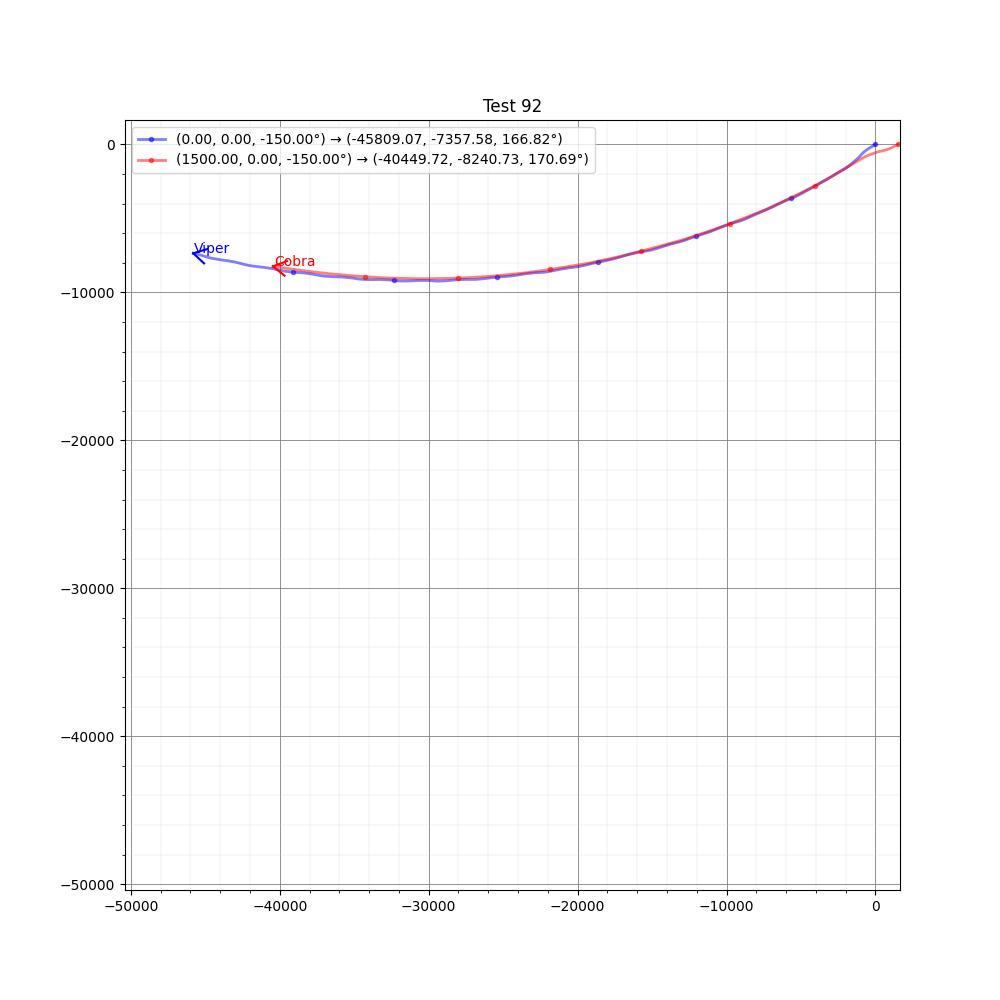 Test 92
(0.00, 0.00, -150.00°) → (-45809.07, -7357.58, 166.82°)
(1500.00, 0.00, -150.00°) → (-40449.72, -8240.73, 170.69°)
Viper
Cobra
0
−10000
−20000
−30000
−40000
−50000
−50000 −40000 −30000 −20000 −10000 0